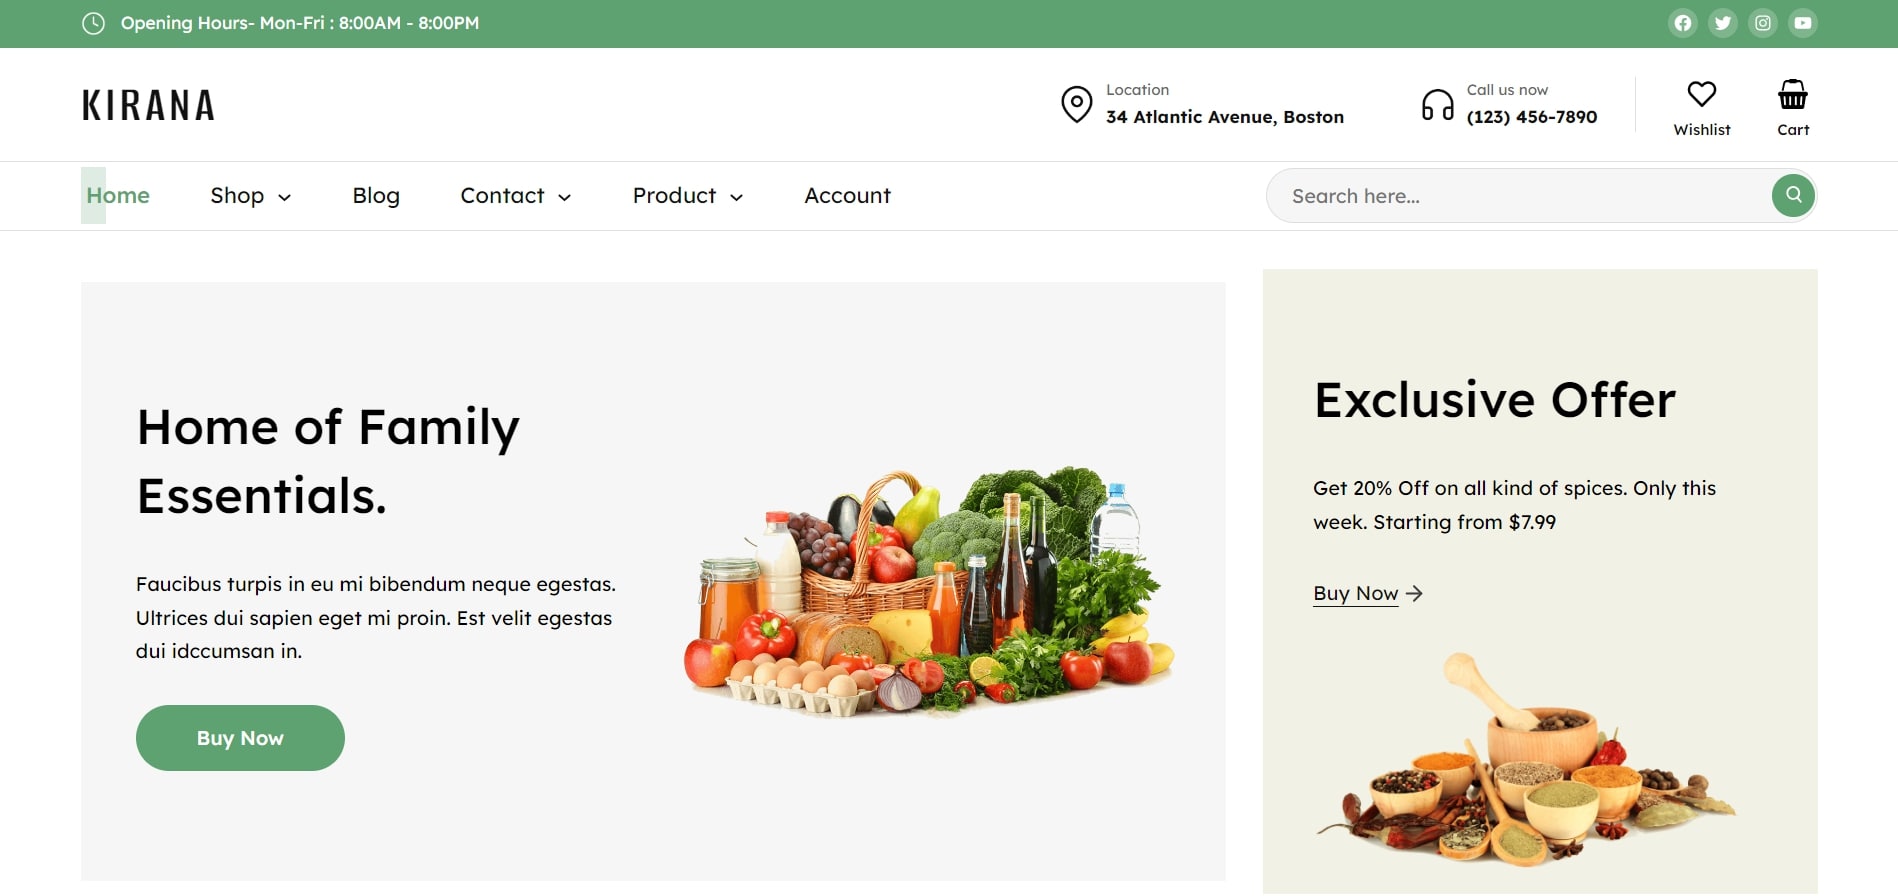 Opening Hours- Mon-Fri : 8:00AM - 8:00PM
KIRANA
Location
34 Atlantic Avenue, Boston
Call us now
(123) 456-7890
Wishlist
Cart
Home
Shop
Blog
Contact
Product
Account
Search here...
Home of Family
Essentials.
Faucibus turpis in eu mi bibendum neque egestas.
Ultrices dui sapien eget mi proin. Est velit egestas
dui idccumsan in.
Buy Now
Exclusive Offer
Get 20% Off on all kind of spices. Only this
week. Starting from $7.99
Buy Now